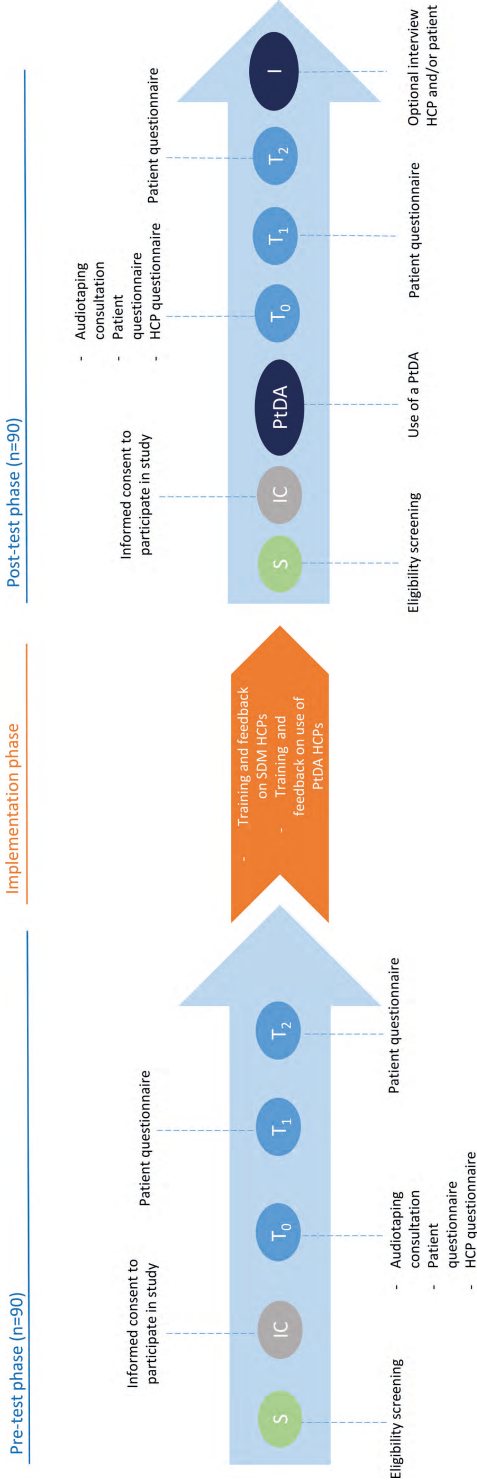 Pre-test phase (n=90)
Informed consent to
participate in study
Patient questionnaire
S
IC
T0
T1
T2
Eligibility screening
- Audiotaping
consultation
- Patient
questionnaire
- HCP questionnaire
Patient questionnaire
Implementation phase
- Training and feedback
on SDM HCPs
- Training and
feedback on use of
PtDA HCPs
Post-test phase (n=90)
Informed consent to
participate in study
- Audiotaping
consultation
- Patient
questionnaire
- HCP questionnaire
Patient questionnaire
S
IC
PtDA
T0
T1
T2
I
Eligibility screening
Use of a PtDA
Patient questionnaire
Optional interview
HCP and/or patient